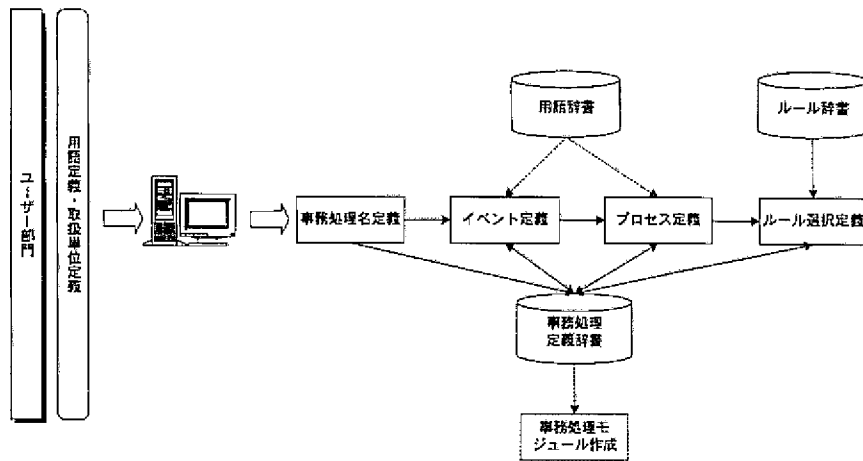 ユーザー部門
用語定義・取扱単位定義
用語辞書
ルール辞書
事務処理名定義
イベント定義
プロセス定義
ルール選択定義
事務処理
定義辞書
事務処理モ
ジュール作成